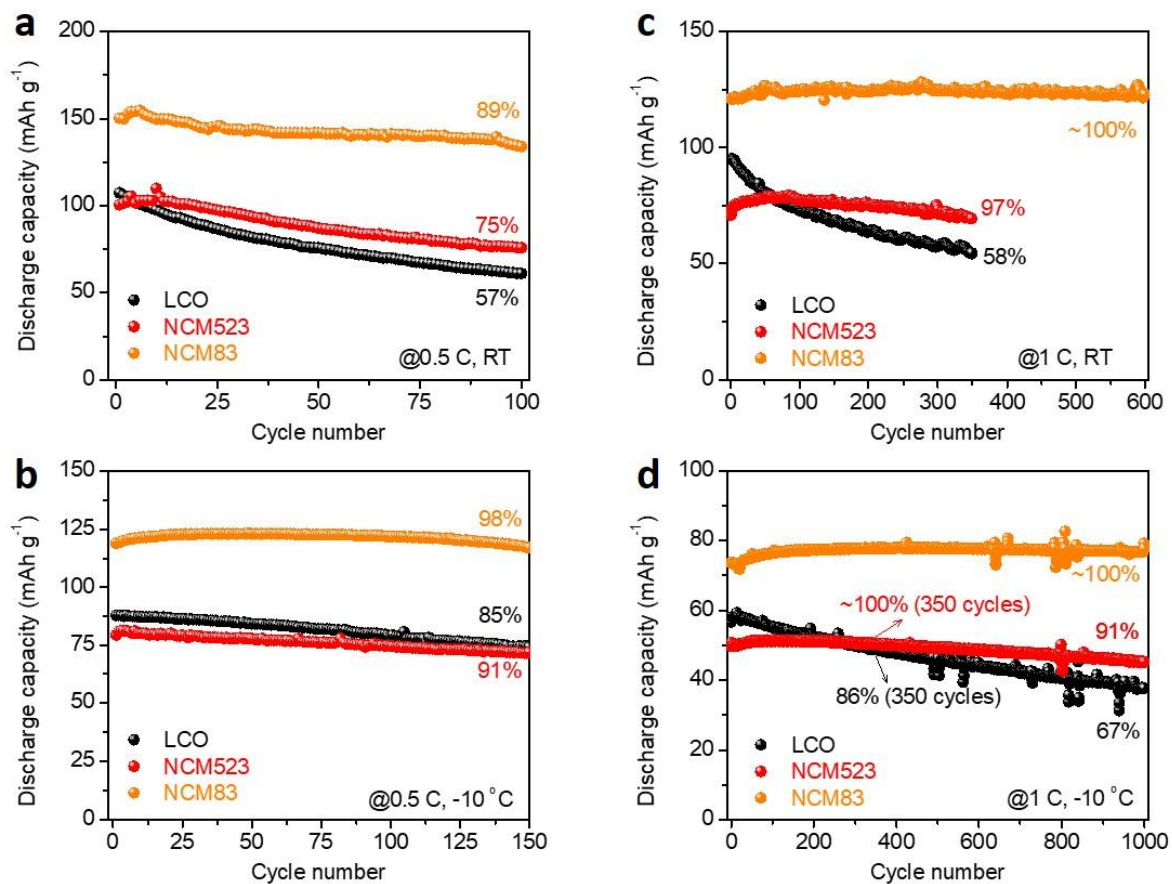 a
200
150
100
50
0
Discharge capacity (mAh g⁻¹)
89%
75%
57%
LCO
NCM523
NCM83
@0.5 C, RT
0
25
50
75
100
Cycle number
c
150
100
50
0
Discharge capacity (mAh g⁻¹)
~100%
97%
58%
LCO
NCM523
NCM83
@1 C, RT
0
100
200
300
400
500
600
Cycle number
b
150
125
100
75
50
25
0
Discharge capacity (mAh g⁻¹)
98%
85%
91%
LCO
NCM523
NCM83
@0.5 C, -10 °C
0
25
50
75
100
125
150
Cycle number
d
100
80
60
40
20
0
Discharge capacity (mAh g⁻¹)
~100%
~100% (350 cycles)
91%
86% (350 cycles)
67%
LCO
NCM523
NCM83
@1 C, -10 °C
0
200
400
600
800
1000
Cycle number